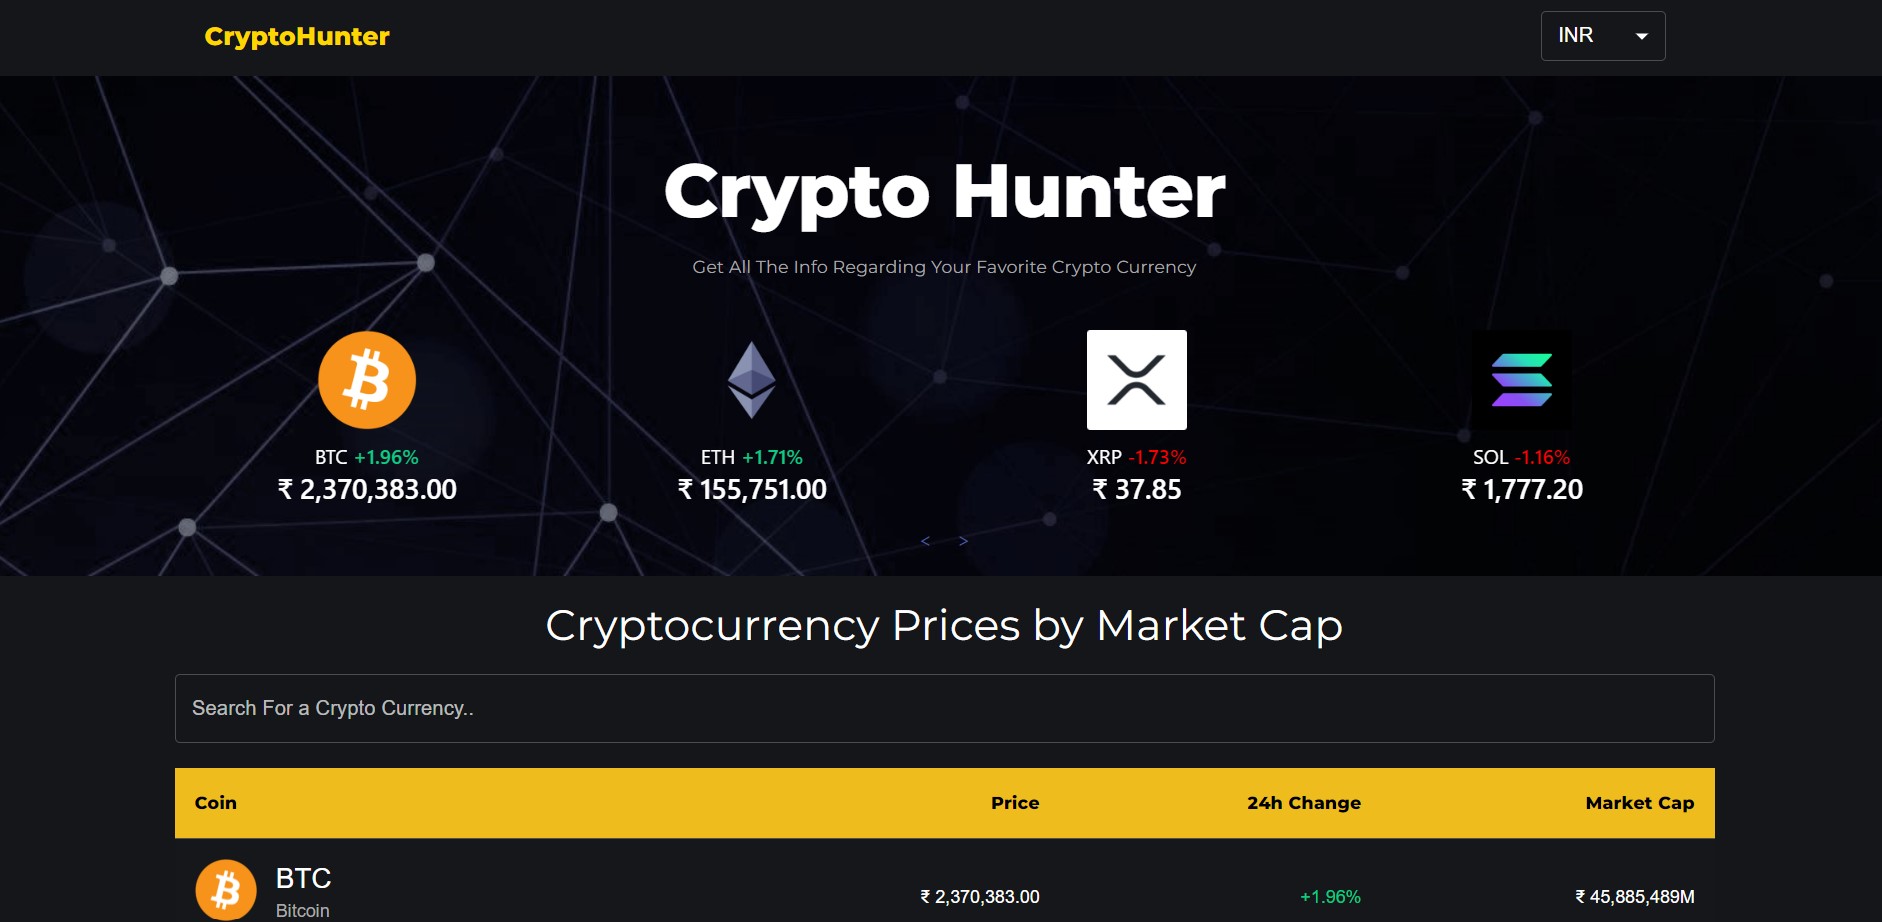 CryptoHunter
INR
Crypto Hunter
Get All The Info Regarding Your Favorite Crypto Currency
BTC +1.96%
₹ 2,370,383.00
ETH +1.71%
₹ 155,751.00
XRP -1.73%
₹ 37.85
SOL -1.16%
₹ 1,777.20
< >
Cryptocurrency Prices by Market Cap
Search For a Crypto Currency..
Coin Price 24h Change Market Cap
BTC
Bitcoin
₹ 2,370,383.00 +1.96% ₹ 45,885,489M